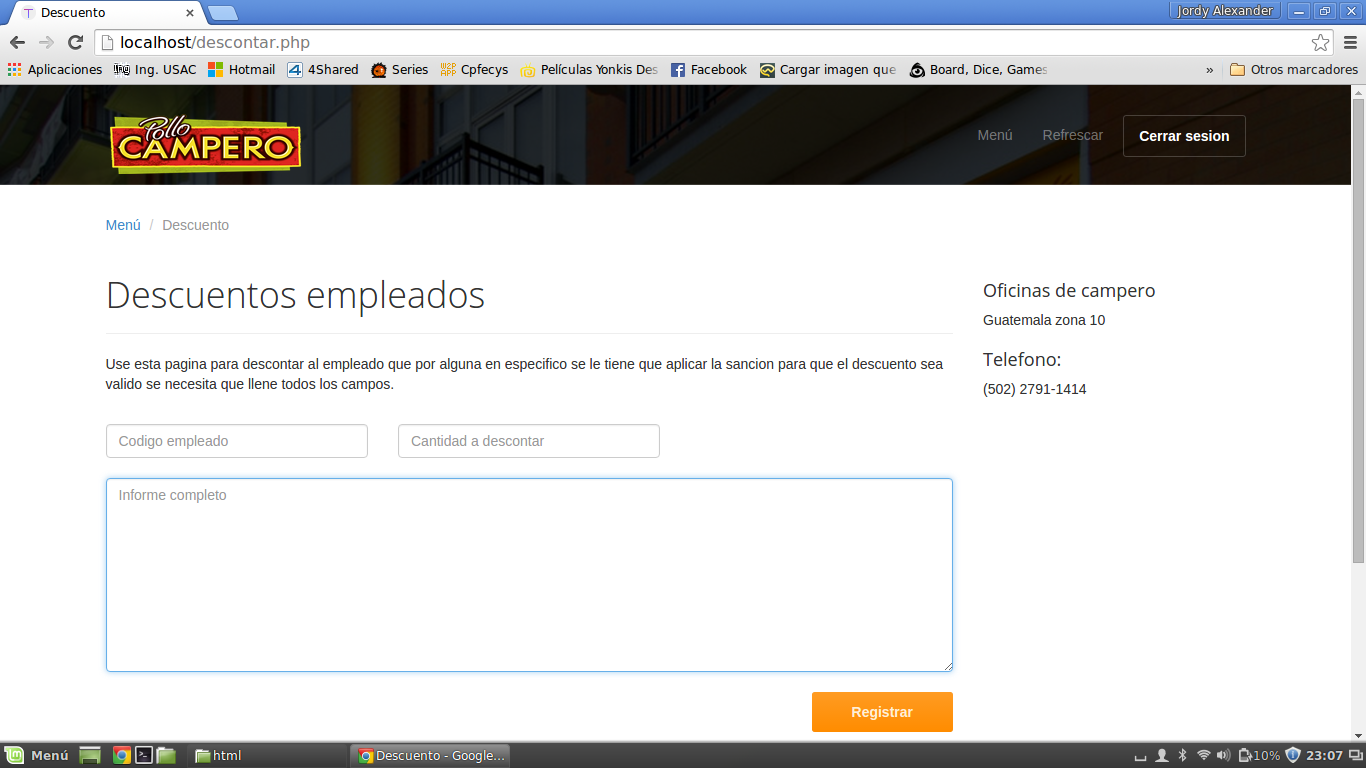 Descuento
Jordy Alexander
localhost/descontar.php
Aplicaciones Ing. USAC Hotmail 4Shared Series Cpfecys Películas Yonkis Des Facebook Cargar imagen que Board, Dice, Games » Otros marcadores
Pollo
CAMPERO
Menú Refrescar Cerrar sesion
Menú / Descuento
Descuentos empleados
Use esta pagina para descontar al empleado que por alguna en especifico se le tiene que aplicar la sancion para que el descuento sea
valido se necesita que llene todos los campos.
Codigo empleado Cantidad a descontar
Informe completo
Registrar
Oficinas de campero
Guatemala zona 10
Telefono:
(502) 2791-1414
Menú html Descuento - Google... 10% 23:07